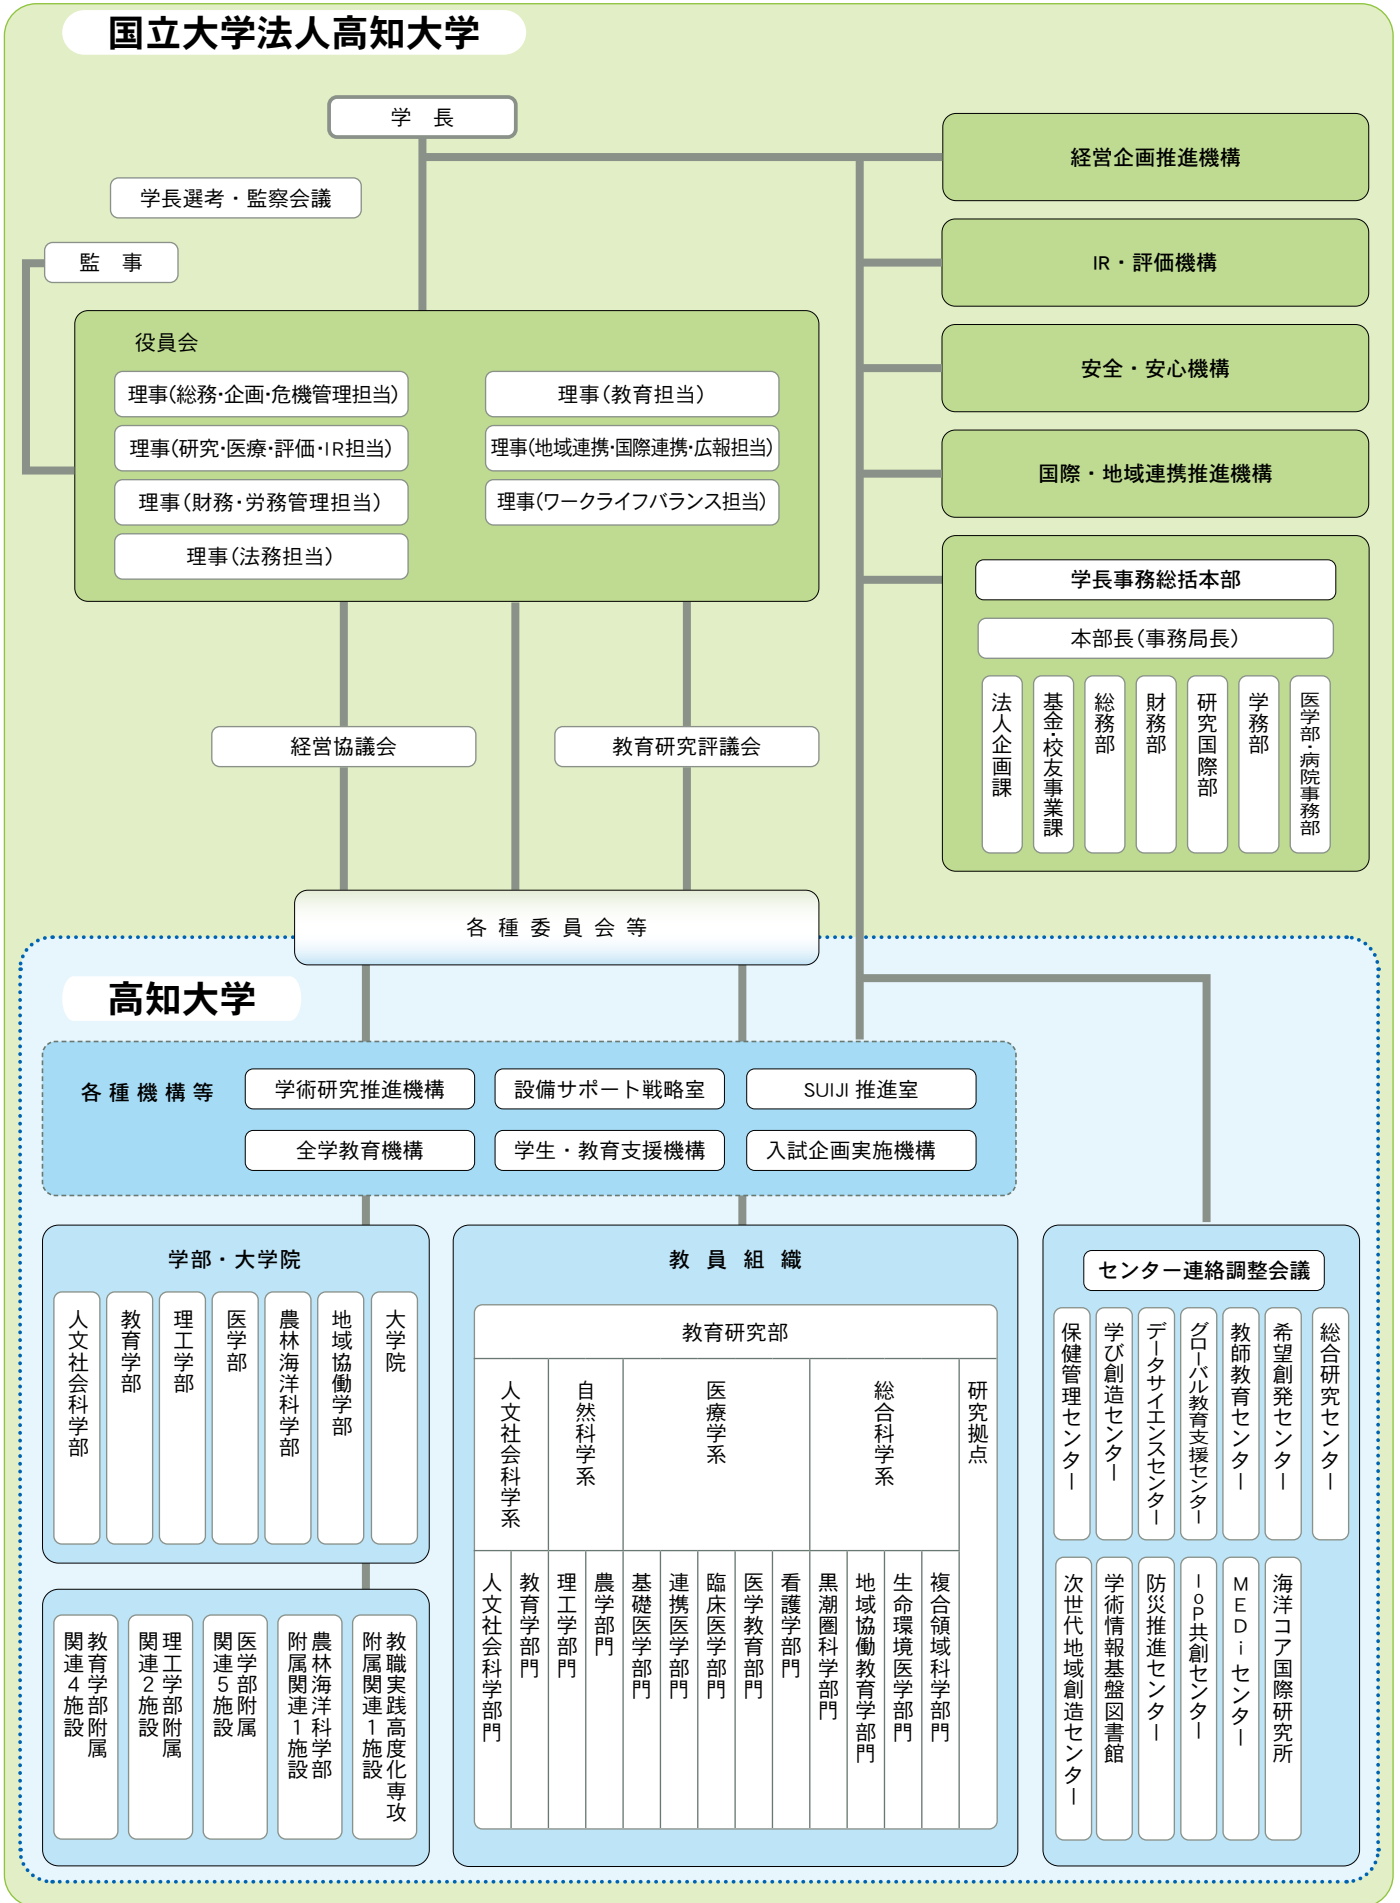 国立大学法人高知大学
学　長
学長選考・監察会議
監　事
役員会
理事(総務・企画・危機管理担当)
理事(研究・医療・評価・IR担当)
理事(財務・労務管理担当)
理事(法務担当)
理事(教育担当)
理事(地域連携・国際連携・広報担当)
理事(ワークライフバランス担当)
経営企画推進機構
IR・評価機構
安全・安心機構
国際・地域連携推進機構
学長事務総括本部
本部長(事務局長)
法人企画課
基金・校友事業課
総務部
財務部
研究国際部
学務部
医学部・病院事務部
経営協議会
教育研究評議会
各種委員会等
高知大学
各種機構等
学術研究推進機構
設備サポート戦略室
SUIJI 推進室
全学教育機構
学生・教育支援機構
入試企画実施機構
学部・大学院
人文社会科学部
教育学部
理工学部
医学部
農林海洋科学部
地域協働学部
大学院
教育学部附属
関連4施設
理工学部附属
関連2施設
医学部附属
関連5施設
農林海洋科学部
附属関連1施設
教職実践高度化専攻
附属関連1施設
教員組織
教育研究部
人文社会科学系
自然科学系
医療学系
総合科学系
研究拠点
人文社会科学部門
教育学部門
理工学部門
農学部門
基礎医学部門
連携医学部門
臨床医学部門
医学教育部門
看護学部門
黒潮圏科学部門
地域協働教育学部門
生命環境医学部門
複合領域科学部門
センター連絡調整会議
保健管理センター
学び創造センター
データサイエンスセンター
グローバル教育支援センター
教師教育センター
希望創発センター
総合研究センター
次世代地域創造センター
学術情報基盤図書館
防災推進センター
IoP共創センター
MEDiセンター
海洋コア国際研究所